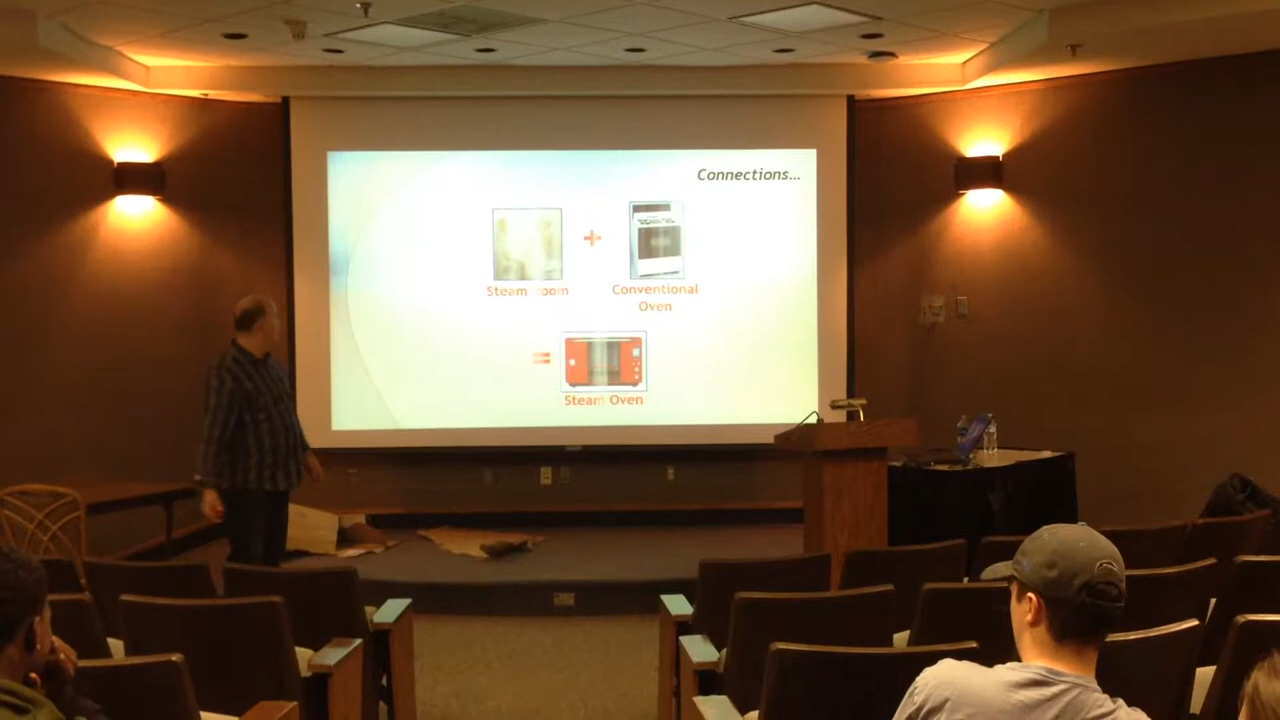 Connections...
Steam Room
+
Conventional
Oven
=
Steam Oven